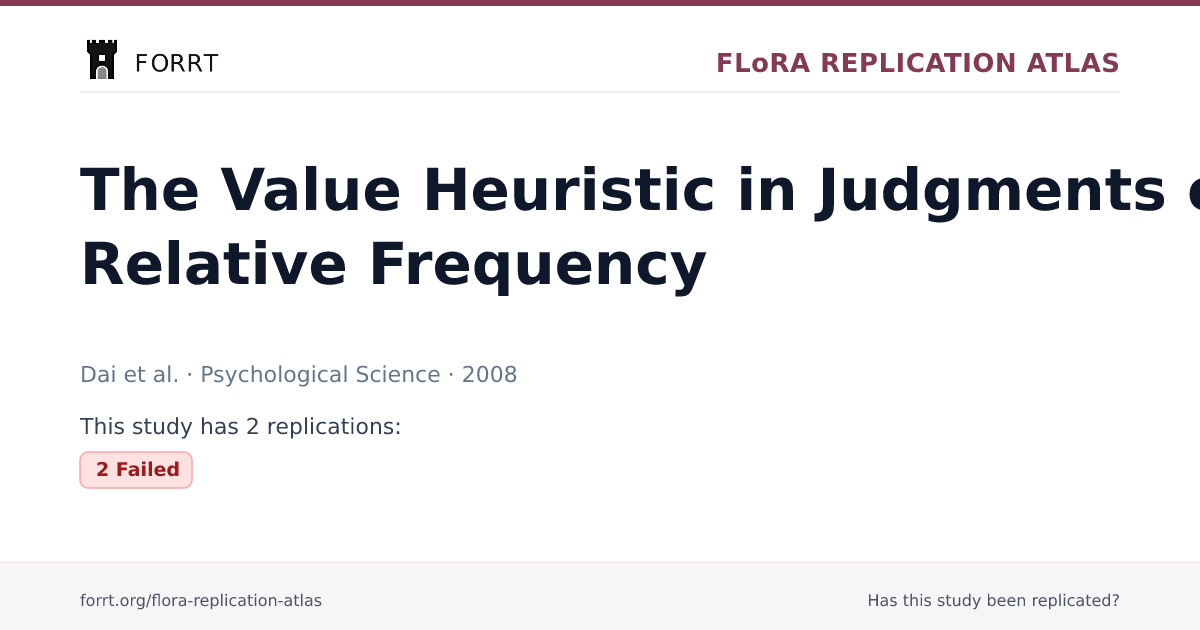 FORRT
FLoRA REPLICATION ATLAS
The Value Heuristic in Judgments
Relative Frequency
Dai et al. · Psychological Science · 2008
This study has 2 replications:
2 Failed
forrt.org/flora-replication-atlas
Has this study been replicated?